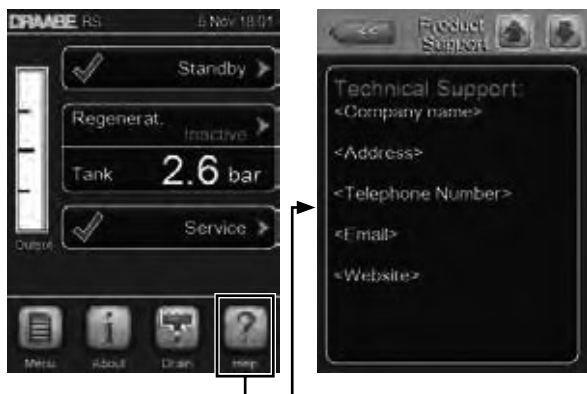 DRAABE RS 5 Nov 18:01
Standby
Regenerat.
Inactive
Tank 2.6 bar
Service
Output
Menu About Drain Help
<< Product
Support
Technical Support:
<Company name>
<Address>
<Telephone Number>
<Email>
<Website>